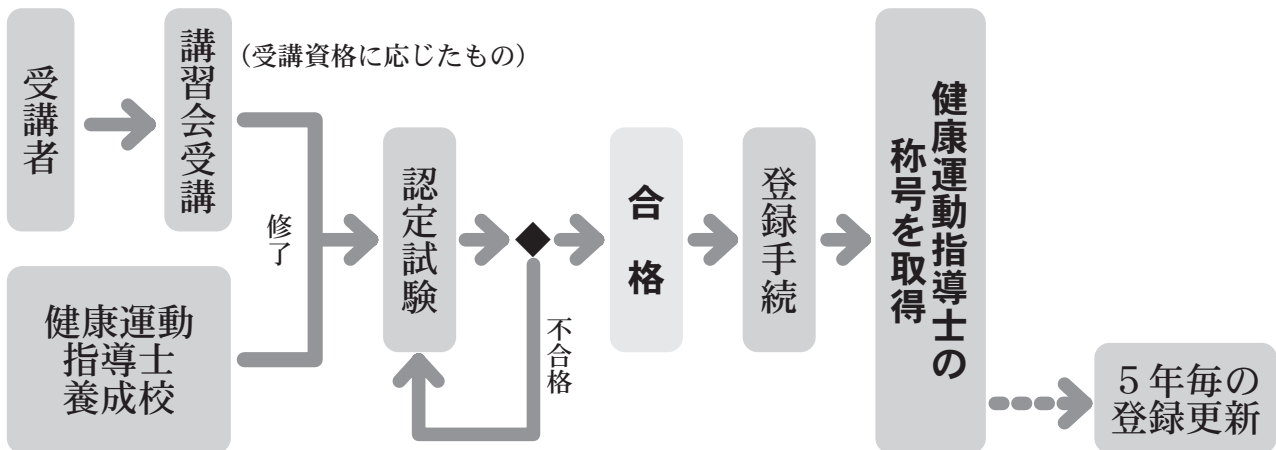 受講者
講習会受講
（受講資格に応じたもの）
健康運動
指導士
養成校
修了
認定試験
不合格
合格
登録手続
健康運動指導士の
称号を取得
５年毎の
登録更新